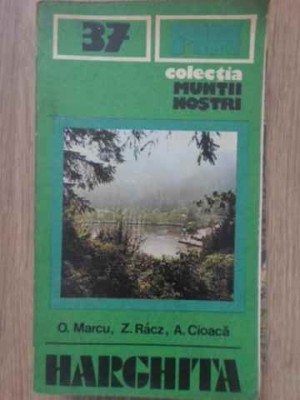 37
colecția
MUNȚII
NOȘTRI
O. Marcu, Z. Rácz, A. Cioacă
HARGHITA